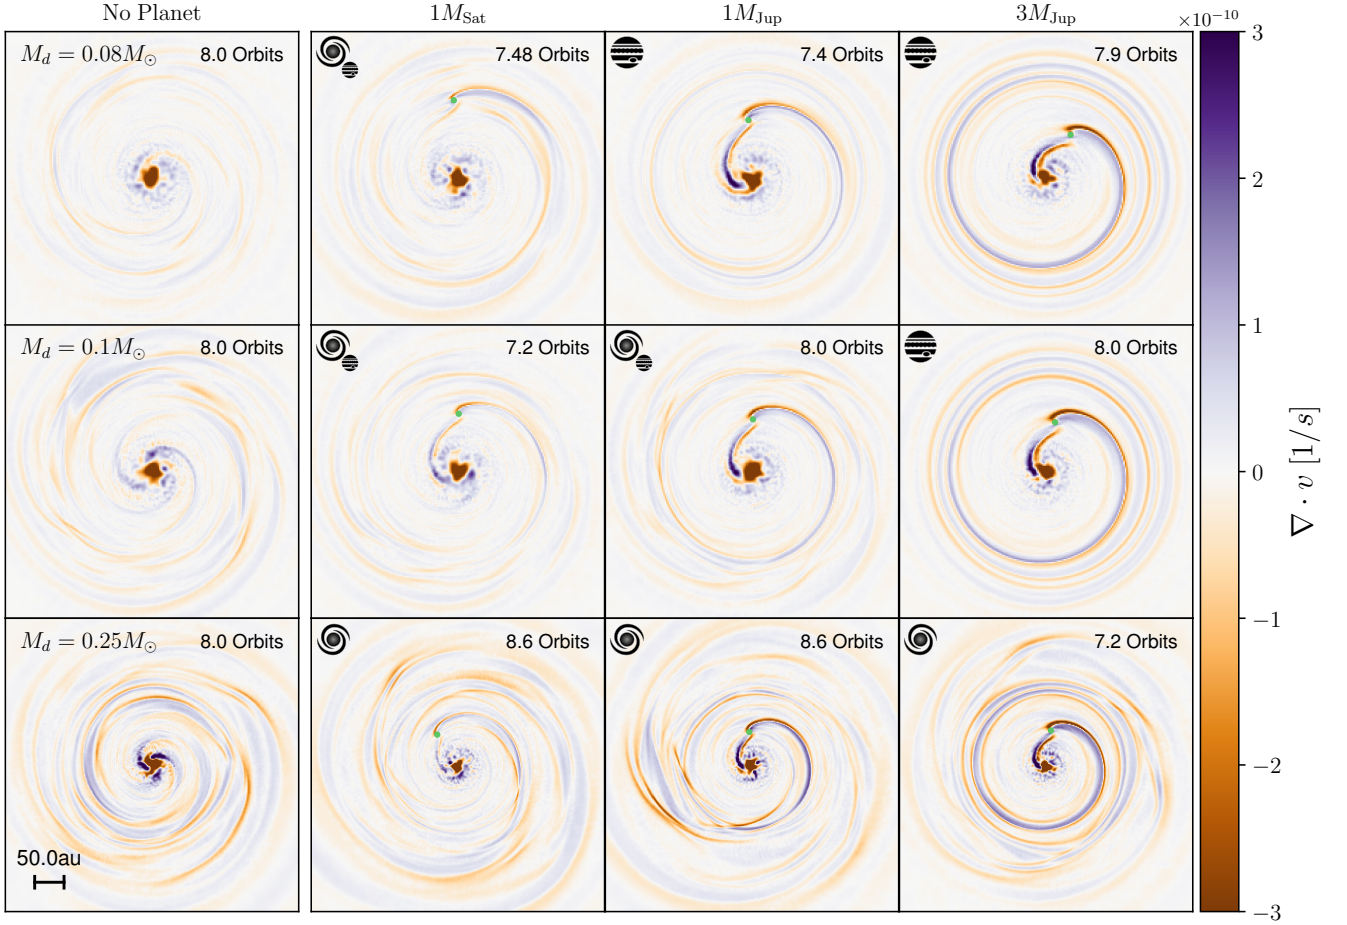 No Planet 1M_Sat 1M_Jup 3M_Jup ×10⁻¹⁰
M_d = 0.08M_⊙ 8.0 Orbits 7.48 Orbits 7.4 Orbits 7.9 Orbits
M_d = 0.1M_⊙ 8.0 Orbits 7.2 Orbits 8.0 Orbits 8.0 Orbits
M_d = 0.25M_⊙ 8.0 Orbits 8.6 Orbits 8.6 Orbits 7.2 Orbits
50.0au
3
2
1
0
−1
−2
−3
∇ · v [1/s]